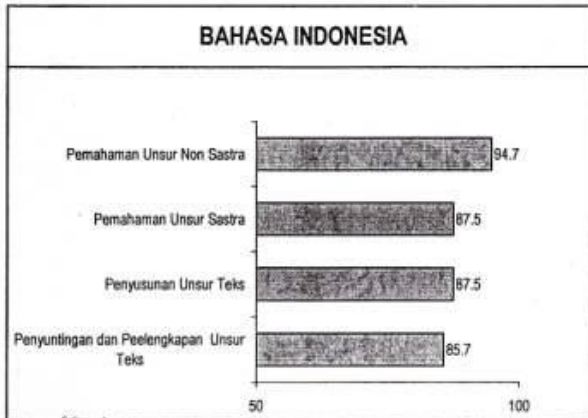 BAHASA INDONESIA
Pemahaman Unsur Non Sastra
94.7
Pemahaman Unsur Sastra
87.5
Penyusunan Unsur Teks
87.5
Penyuntingan dan Peelengkapan Unsur
Teks
85.7
50
100